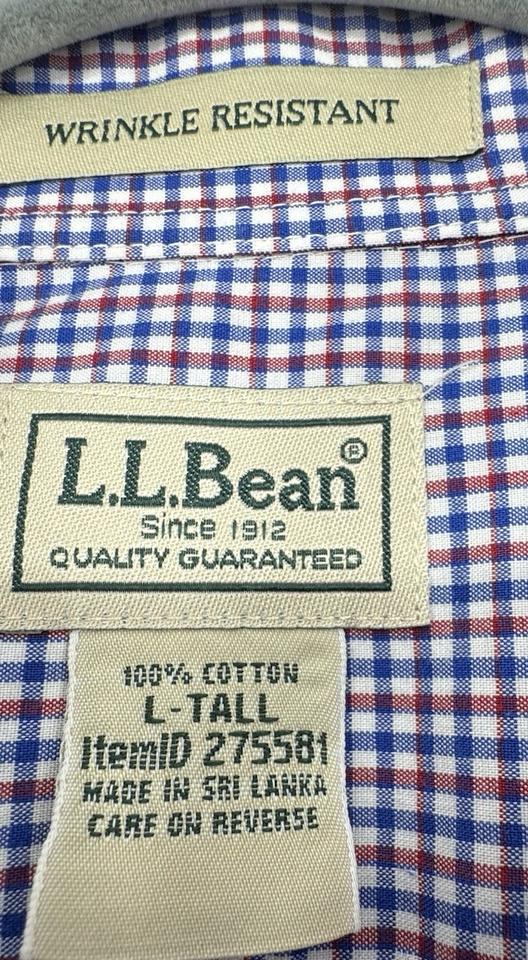 WRINKLE RESISTANT
L.L.Bean®
Since 1912
QUALITY GUARANTEED
100% COTTON
L-TALL
ItemID 275581
MADE IN SRI LANKA
CARE ON REVERSE